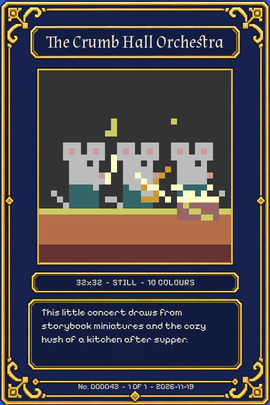 The Crumb Hall Orchestra
32x32 - STILL - 10 COLOURS
This little concert draws from
storybook miniatures and the cozy
hush of a kitchen after supper.
No. 000043 - 1 OF 1 - 2025-11-19